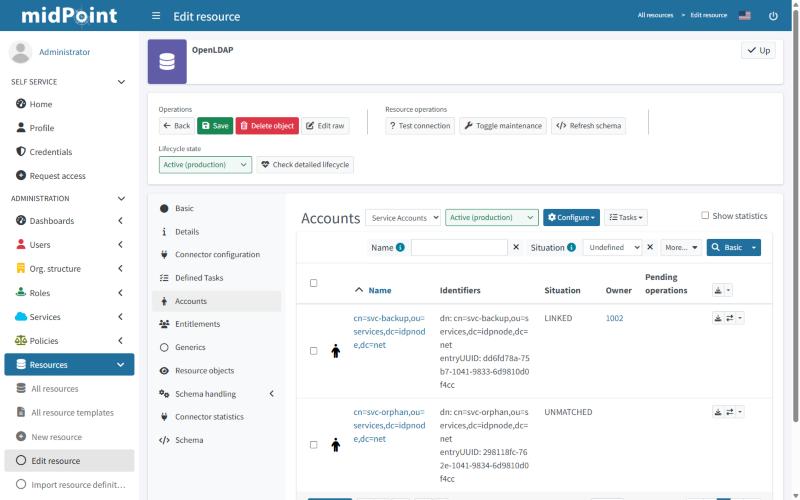 midPoint
Edit resource
All resources > Edit resource
Administrator
SELF SERVICE
Home
Profile
Credentials
Request access
ADMINISTRATION
Dashboards
Users
Org. structure
Roles
Services
Policies
Resources
All resources
All resource templates
New resource
Edit resource
Import resource definit...
OpenLDAP
Up
Operations
Back
Save
Delete object
Edit raw
Resource operations
Test connection
Toggle maintenance
Refresh schema
Lifecycle state
Active (production)
Check detailed lifecycle
Basic
Details
Connector configuration
Defined Tasks
Accounts
Entitlements
Generics
Resource objects
Schema handling
Connector statistics
Schema
Accounts
Service Accounts
Active (production)
Configure
Tasks
Show statistics
Name
Situation
Undefined
More...
Basic
Name
Identifiers
Situation
Owner
Pending
operations
cn=svc-backup,ou=
services,dc=idpnod
e,dc=net
dn: cn=svc-backup,ou=s
ervices,dc=idpnode,dc=
net
entryUUID: dd6fd78a-75
b7-1041-9833-6d9810d0
f4cc
LINKED
1002
cn=svc-orphan,ou=
services,dc=idpnod
e,dc=net
dn: cn=svc-orphan,ou=s
ervices,dc=idpnode,dc=
net
entryUUID: 298118fc-76
2e-1041-9834-6d9810d0
f4cc
UNMATCHED